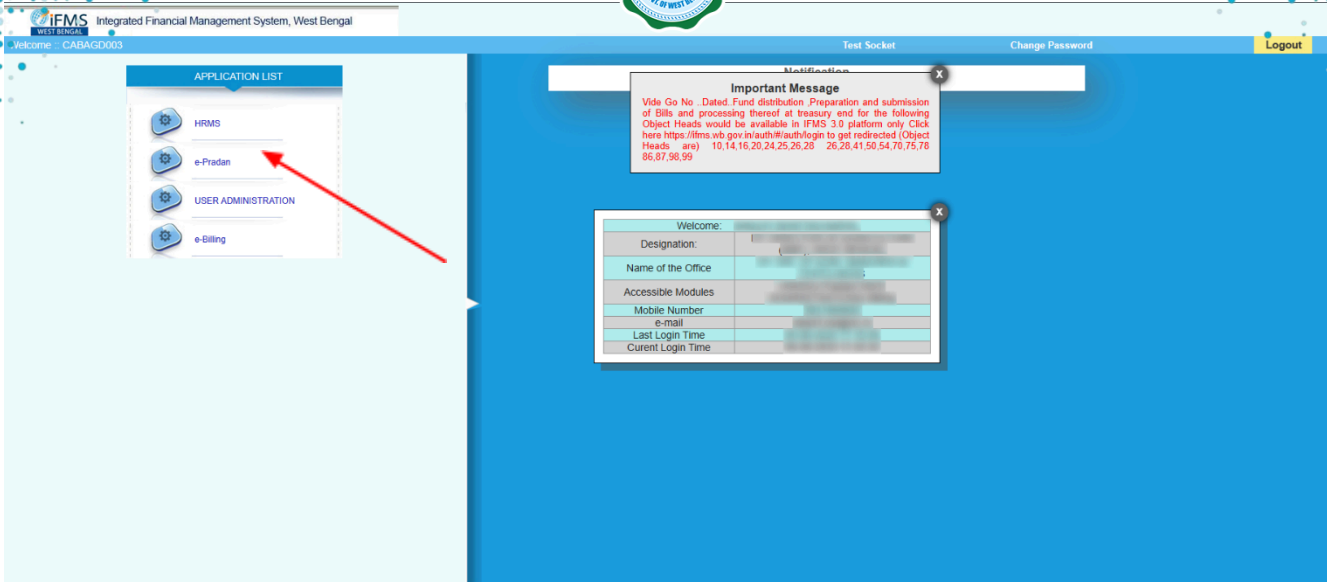 iFMS Integrated Financial Management System, West Bengal
WEST BENGAL
Welcome :: CABAGD003
Test Socket
Change Password
Logout
APPLICATION LIST
HRMS
e-Pradan
USER ADMINISTRATION
e-Billing
Notification
X
Important Message
Vide Go No ..Dated..Fund distribution ,Preparation and submission
of Bills and processing thereof at treasury end for the following
Object Heads would be available in IFMS 3.0 platform only Click
here https://ifms.wb.gov.in/auth/#/auth/login to get redirected (Object
Heads are) 10,14,16,20,24,25,26,28 26,28,41,50,54,70,75,78
86,87,98,99
X
Welcome:
Designation:
Name of the Office
Accessible Modules
Mobile Number
e-mail
Last Login Time
Curent Login Time